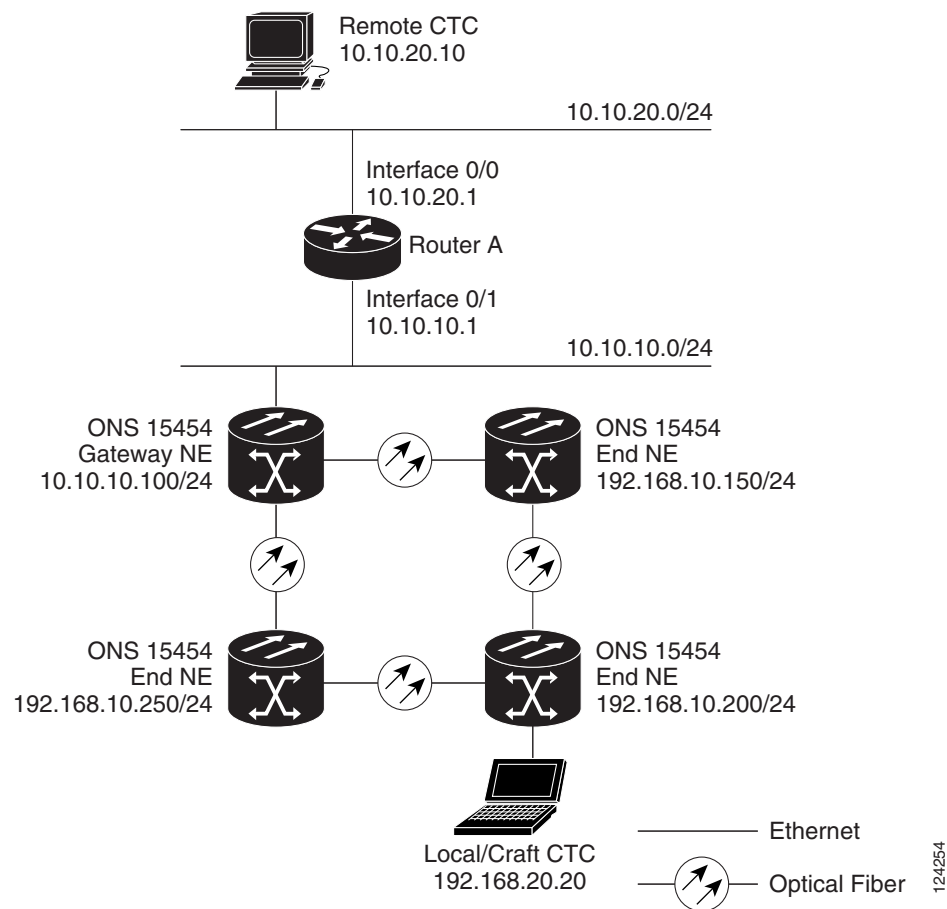 Remote CTC
10.10.20.10
10.10.20.0/24
Interface 0/0
10.10.20.1
Router A
Interface 0/1
10.10.10.1
10.10.10.0/24
ONS 15454
Gateway NE
10.10.10.100/24
ONS 15454
End NE
192.168.10.150/24
ONS 15454
End NE
192.168.10.250/24
ONS 15454
End NE
192.168.10.200/24
Local/Craft CTC
192.168.20.20
Ethernet
Optical Fiber
124254